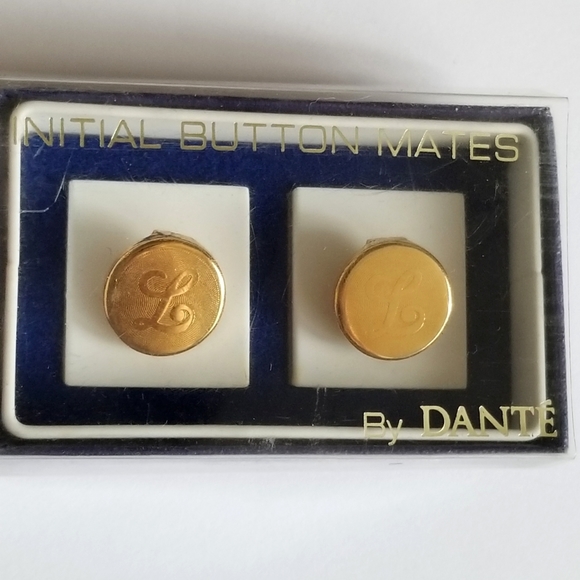 INITIAL BUTTON MATES
L L
By DANTÉ